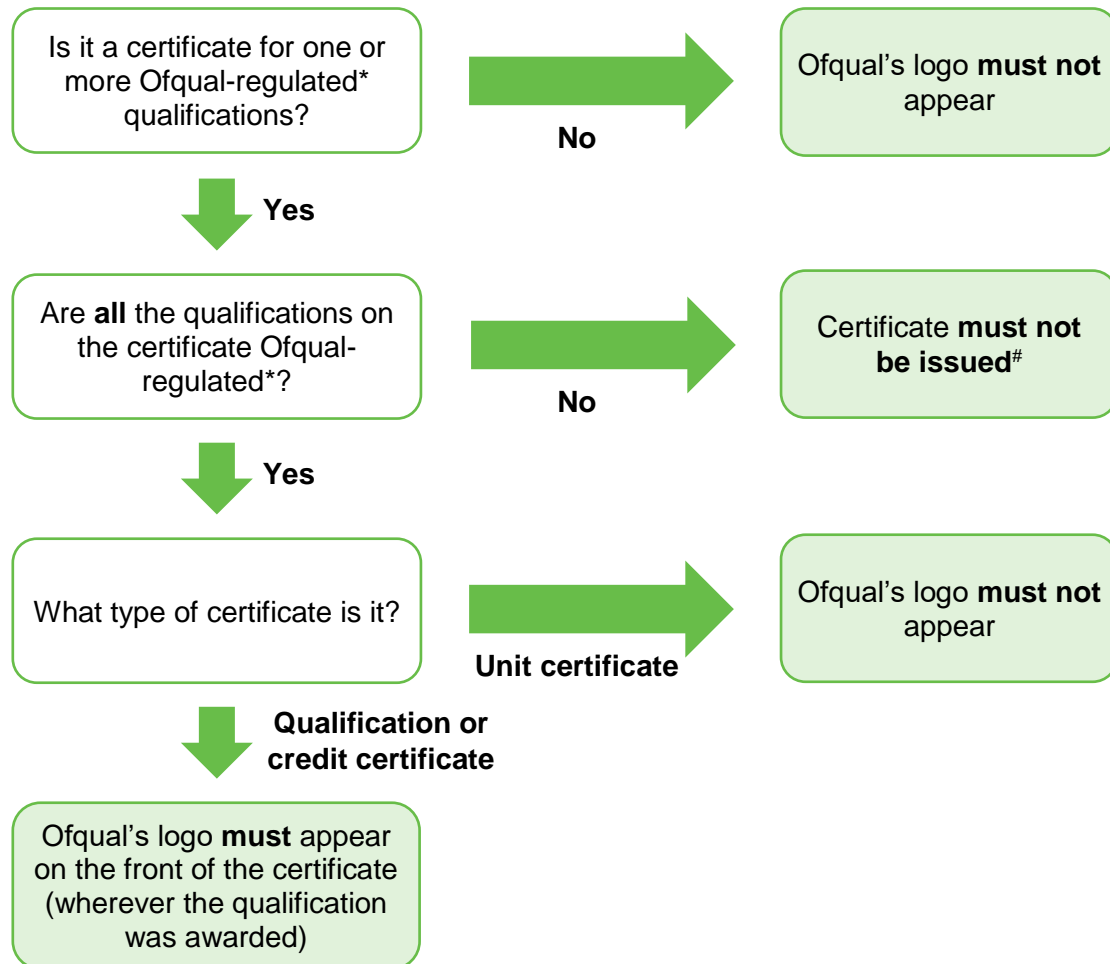 Is it a certificate for one or
more Ofqual-regulated*
qualifications?
No
Ofqual’s logo must not
appear
Yes
Are all the qualifications on
the certificate Ofqual-
regulated*?
No
Certificate must not
be issued#
Yes
What type of certificate is it?
Unit certificate
Ofqual’s logo must not
appear
Qualification or
credit certificate
Ofqual’s logo must appear
on the front of the certificate
(wherever the qualification
was awarded)